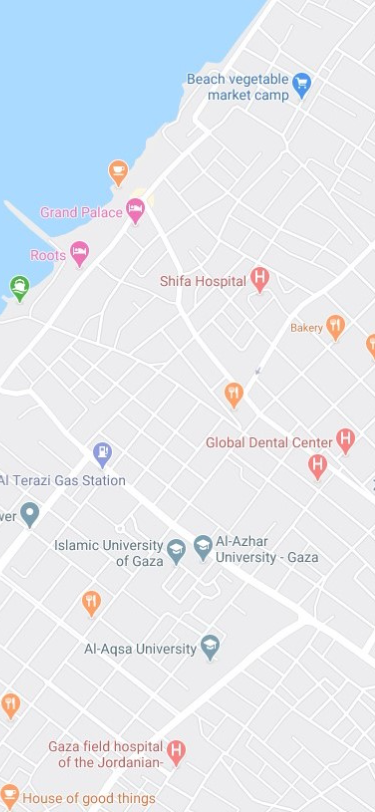 Beach vegetable
market camp
Grand Palace
Roots
Shifa Hospital
Bakery
Global Dental Center
Al Terazi Gas Station
wer
Islamic University
of Gaza
Al-Azhar
University - Gaza
Al-Aqsa University
Gaza field hospital
of the Jordanian-
House of good things